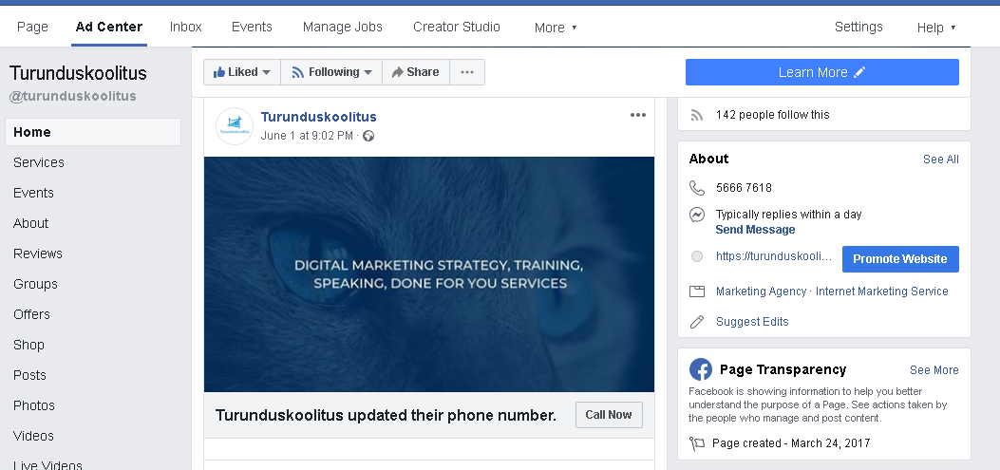 Page Ad Center Inbox Events Manage Jobs Creator Studio More Settings Help
Turunduskoolitus
@turunduskoolitus
Home
Services
Events
About
Reviews
Groups
Offers
Shop
Posts
Photos
Videos
Live Videos
Liked Following Share ...
Learn More
Turunduskoolitus
June 1 at 9:02 PM ·
DIGITAL MARKETING STRATEGY, TRAINING,
SPEAKING, DONE FOR YOU SERVICES
Turunduskoolitus updated their phone number. Call Now
142 people follow this
About See All
5666 7618
Typically replies within a day
Send Message
https://turunduskooli... Promote Website
Marketing Agency · Internet Marketing Service
Suggest Edits
Page Transparency See More
Facebook is showing information to help you better
understand the purpose of a Page. See actions taken by
the people who manage and post content.
Page created - March 24, 2017